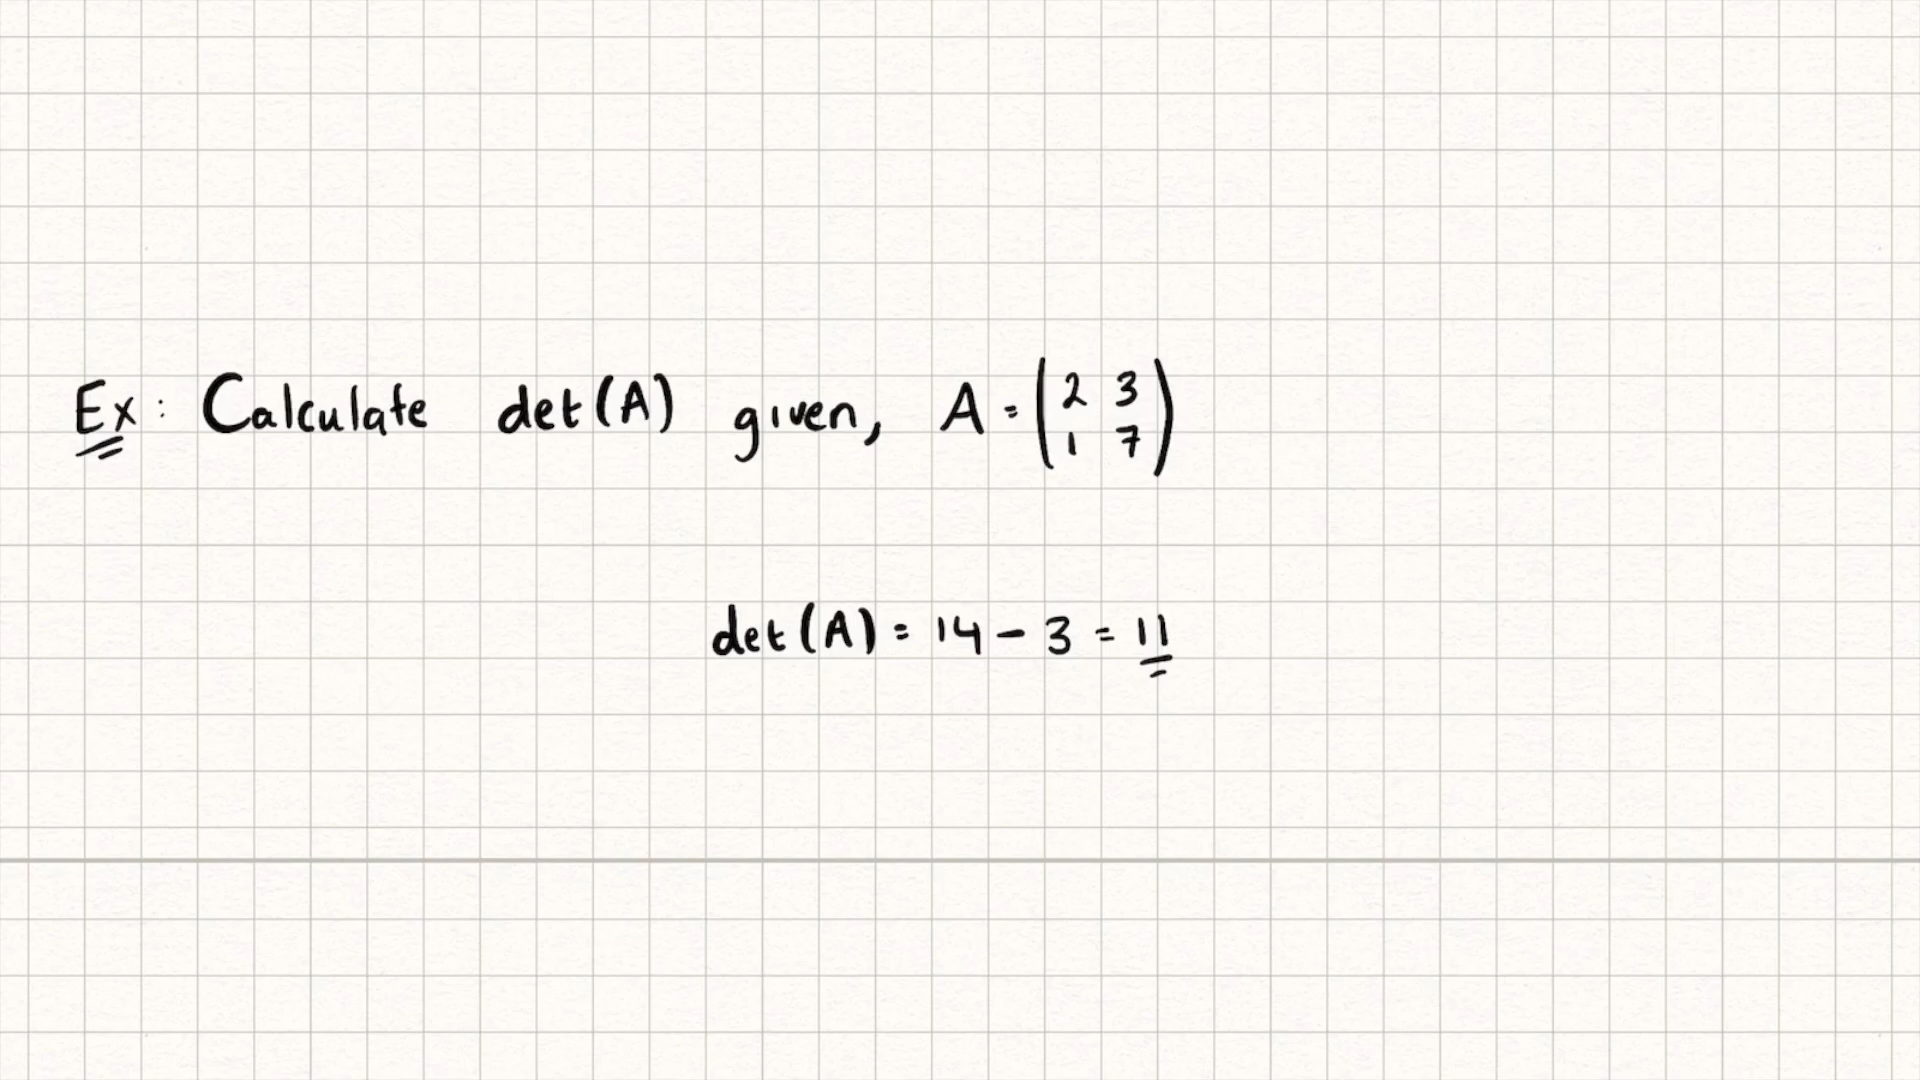 Ex: Calculate det(A) given, A = (2 3
1 7)
det(A) = 14 - 3 = 11